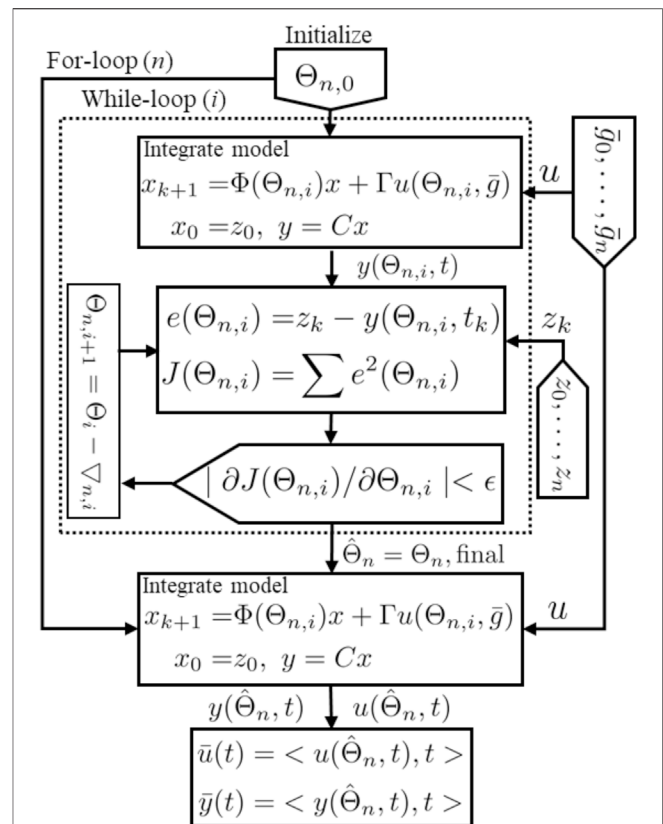 Initialize
For-loop (n)
Θ_{n,0}
While-loop (i)
Integrate model
x_{k+1} =Φ(Θ_{n,i})x + Γu(Θ_{n,i}, ḡ)
x_0 =z_0, y = Cx
u
ḡ_0, . . . , ḡ_n
y(Θ_{n,i}, t)
e(Θ_{n,i}) =z_k − y(Θ_{n,i}, t_k)
J(Θ_{n,i}) = ∑ e^2(Θ_{n,i})
z_k
z_0, . . . , z_n
Θ_{n,i+1} = Θ_i − ▽_{n,i}
| ∂J(Θ_{n,i})/∂Θ_{n,i} |< ϵ
Θ̂_n = Θ_n, final
Integrate model
x_{k+1} =Φ(Θ_{n,i})x + Γu(Θ_{n,i}, ḡ)
x_0 =z_0, y = Cx
u
y(Θ̂_n, t) u(Θ̂_n, t)
ū(t) = < u(Θ̂_n, t), t >
ȳ(t) = < y(Θ̂_n, t), t >